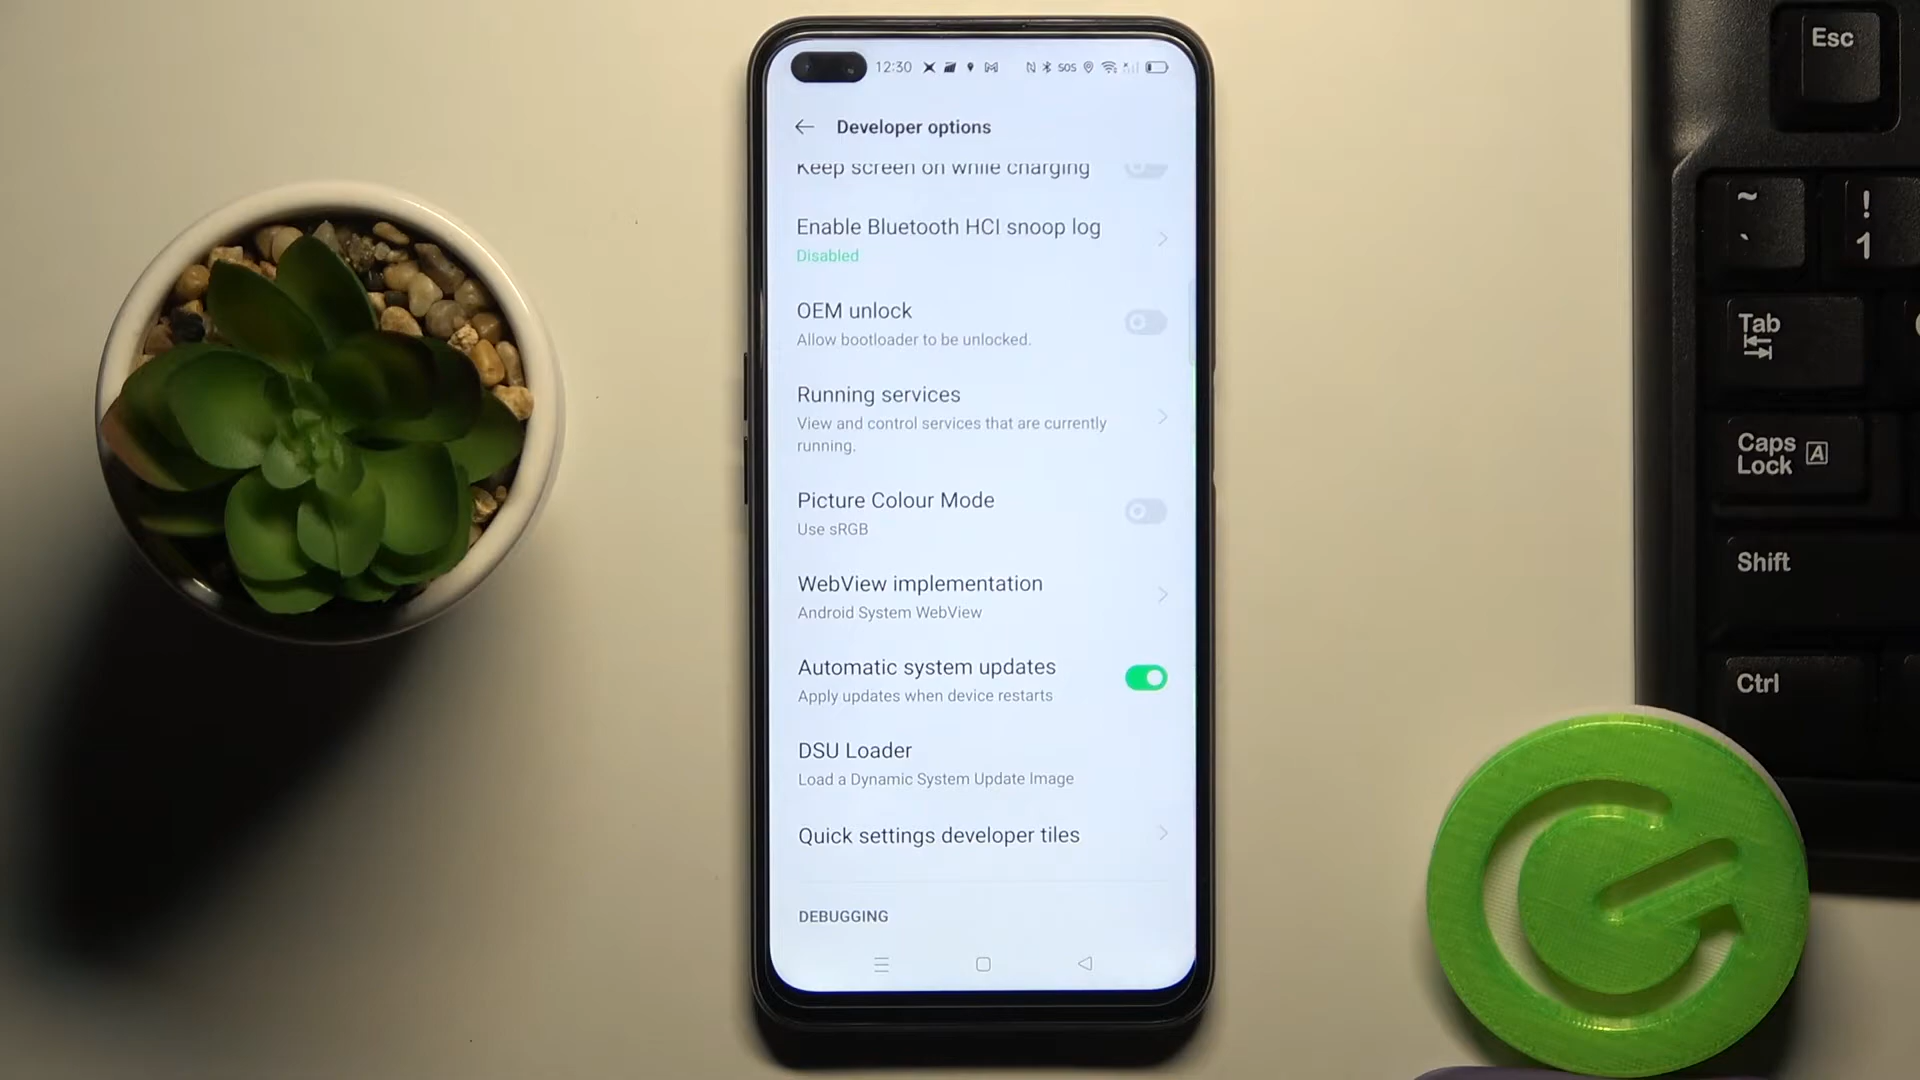 12:30
SOS
Developer options
Keep screen on while charging
Enable Bluetooth HCI snoop log
Disabled
OEM unlock
Allow bootloader to be unlocked.
Running services
View and control services that are currently
running.
Picture Colour Mode
Use sRGB
WebView implementation
Android System WebView
Automatic system updates
Apply updates when device restarts
DSU Loader
Load a Dynamic System Update Image
Quick settings developer tiles
DEBUGGING
Esc
~
`
!
1
Tab
Caps
Lock A
Shift
Ctrl